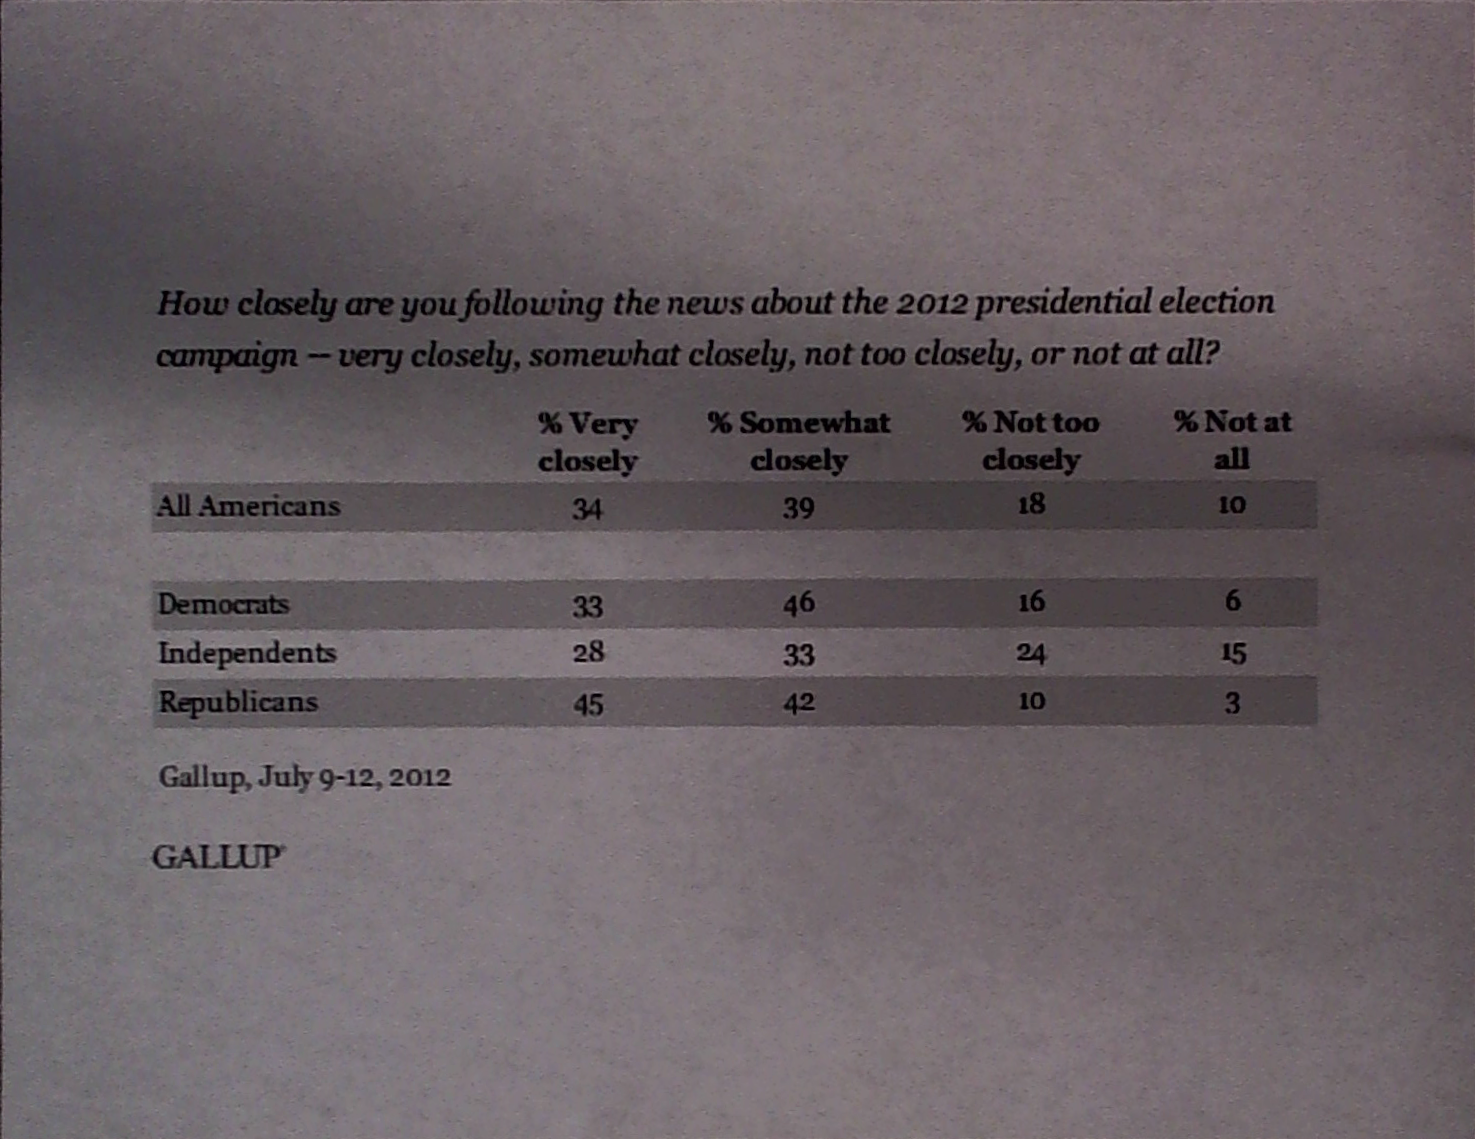 How closely are you following the news about the 2012 presidential election
campaign – very closely, somewhat closely, not too closely, or not at all?
% Very % Somewhat % Not too % Not at
closely closely closely all
All Americans 34 39 18 10
Democrats 33 46 16 6
Independents 28 33 24 15
Republicans 45 42 10 3
Gallup, July 9-12, 2012
GALLUP®